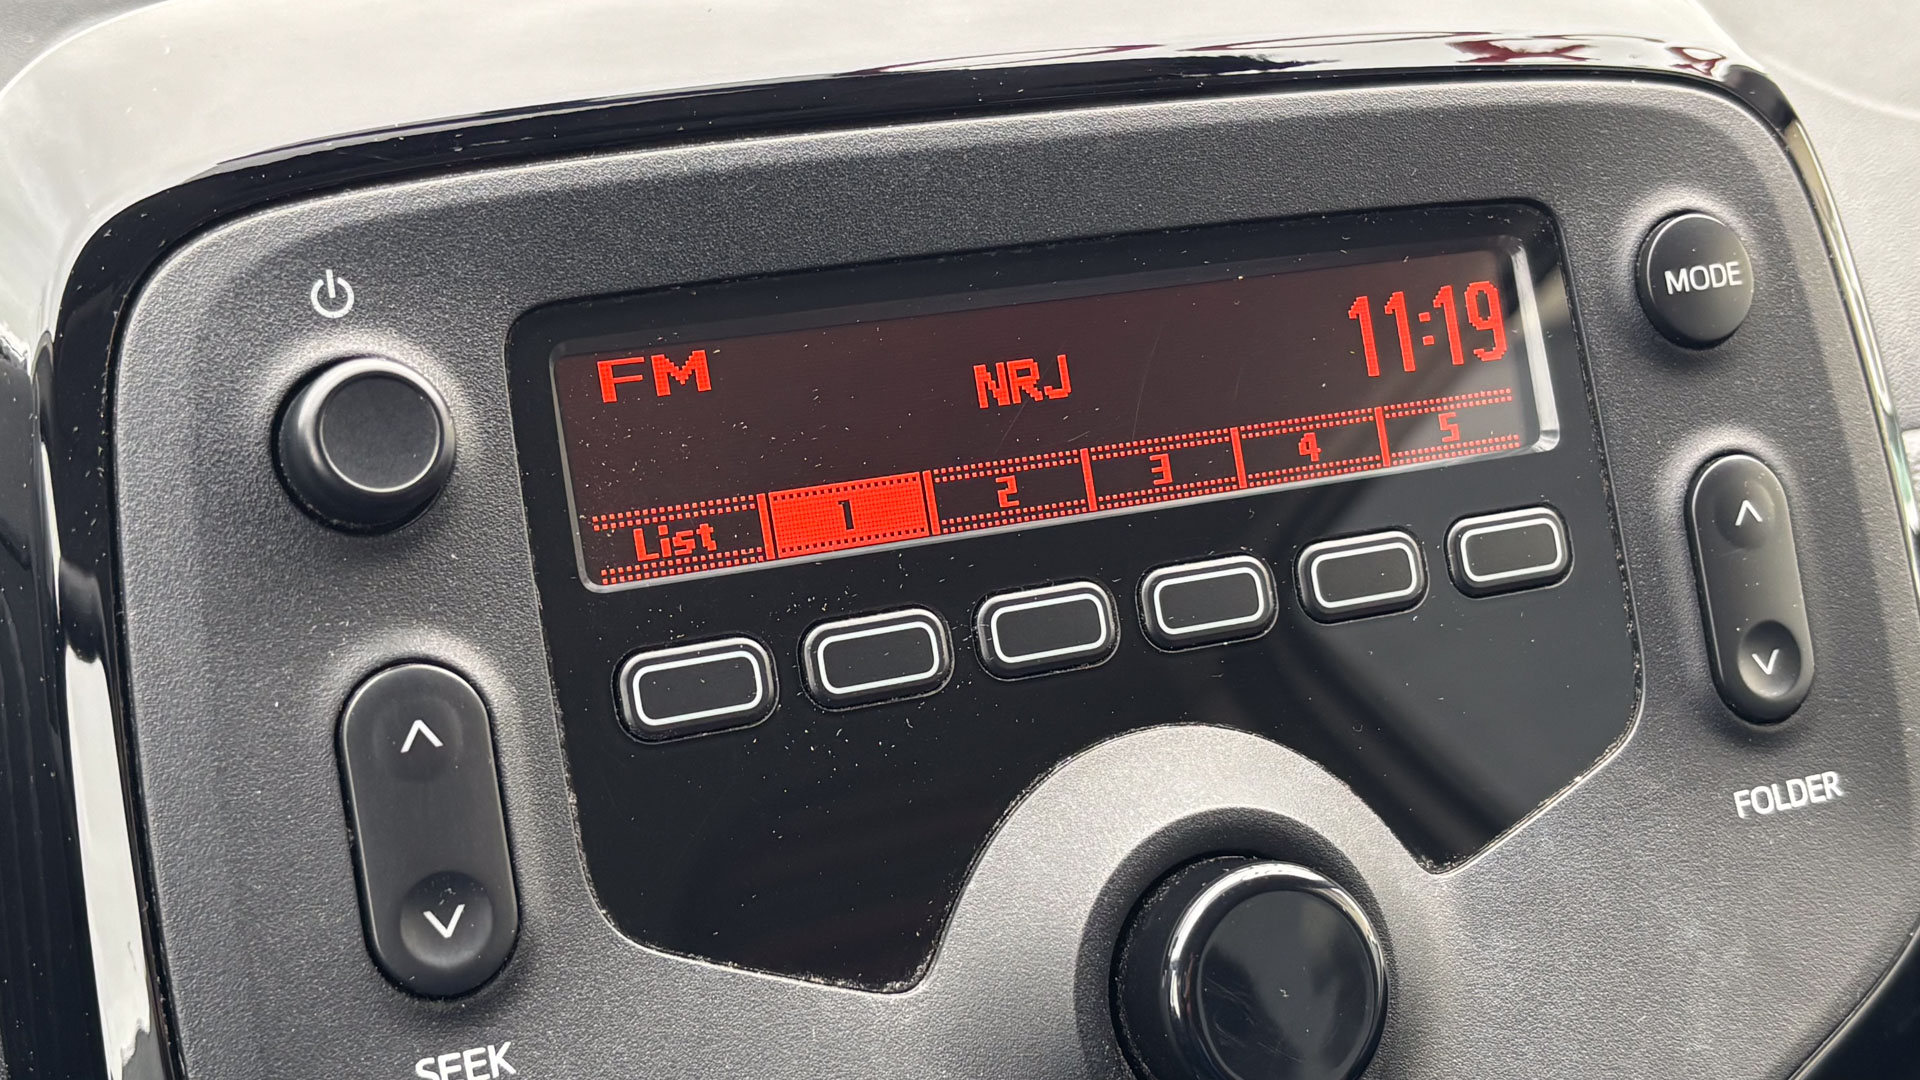 MODE
11:19
FM NRJ
List 1 2 3 4 5
FOLDER
SEEK